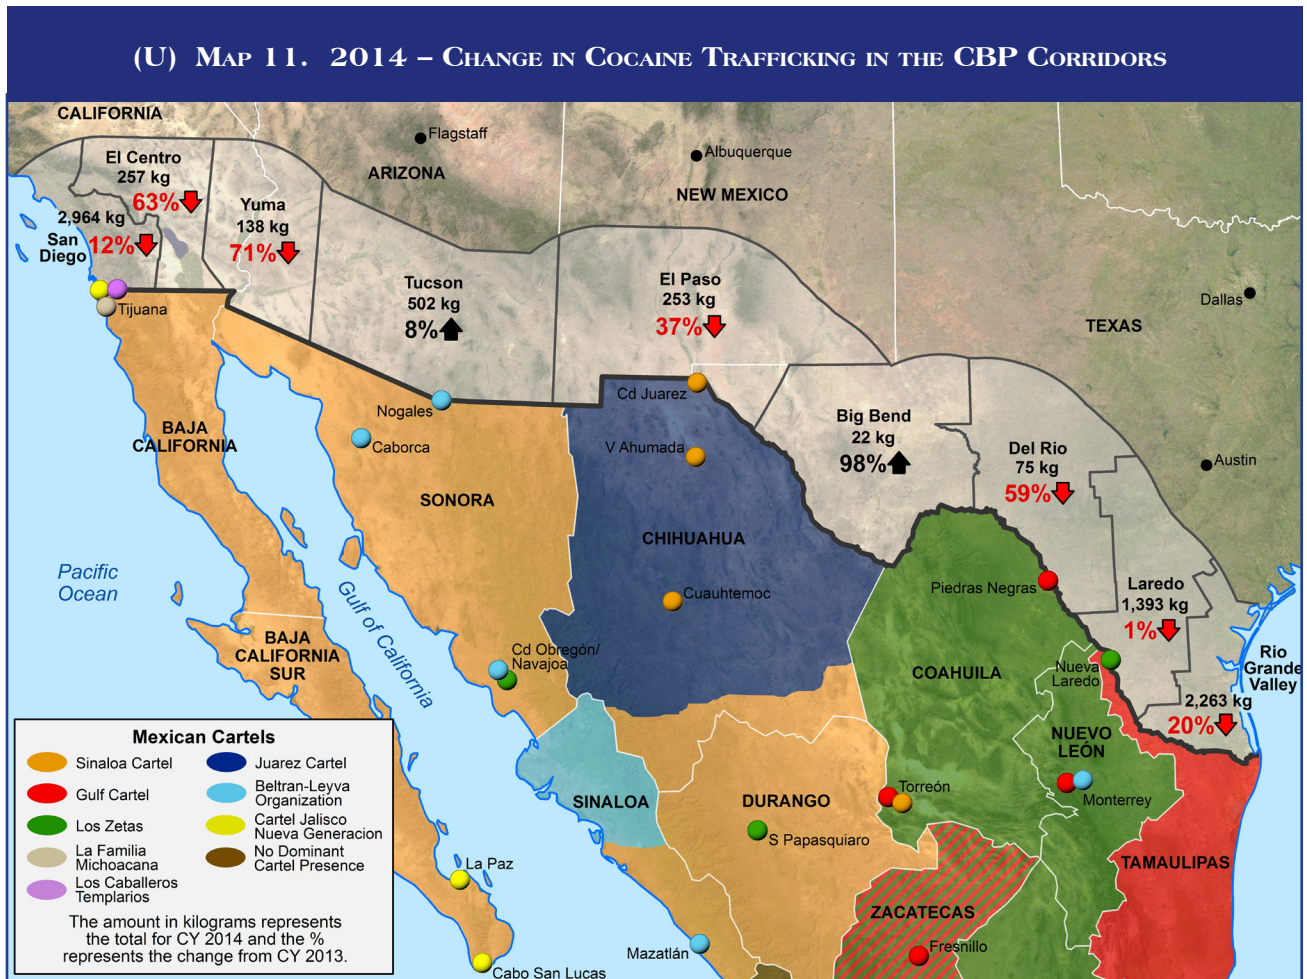 (U) Map 11. 2014 – Change in Cocaine Trafficking in the CBP Corridors
CALIFORNIA
Flagstaff
ARIZONA
Albuquerque
NEW MEXICO
El Centro
257 kg
63%
2,964 kg
San
Diego
12%
Yuma
138 kg
71%
Tucson
502 kg
8%
El Paso
253 kg
37%
Dallas
TEXAS
Tijuana
Nogales
Caborca
Cd Juarez
V Ahumada
Big Bend
22 kg
98%
Del Rio
75 kg
59%
Austin
BAJA
CALIFORNIA
SONORA
CHIHUAHUA
Cuauhtemoc
Pacific
Ocean
Gulf of California
Piedras Negras
Laredo
1,393 kg
1%
BAJA
CALIFORNIA
SUR
Cd Obregón/
Navajoa
COAHUILA
Nueva
Laredo
Rio
Grande
Valley
2,263 kg
20%
NUEVO
LEÓN
Monterrey
SINALOA
DURANGO
S Papasquiaro
Torreón
TAMAULIPAS
ZACATECAS
Fresnillo
La Paz
Mazatlán
Cabo San Lucas
Mexican Cartels
Sinaloa Cartel
Gulf Cartel
Los Zetas
La Familia
Michoacana
Los Caballeros
Templarios
Juarez Cartel
Beltran-Leyva
Organization
Cartel Jalisco
Nueva Generacion
No Dominant
Cartel Presence
The amount in kilograms represents
the total for CY 2014 and the %
represents the change from CY 2013.